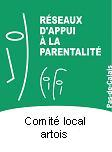 RÉSEAUX
D'APPUI
À LA
PARENTALITÉ
Pas-de-Calais
Comité local
artois